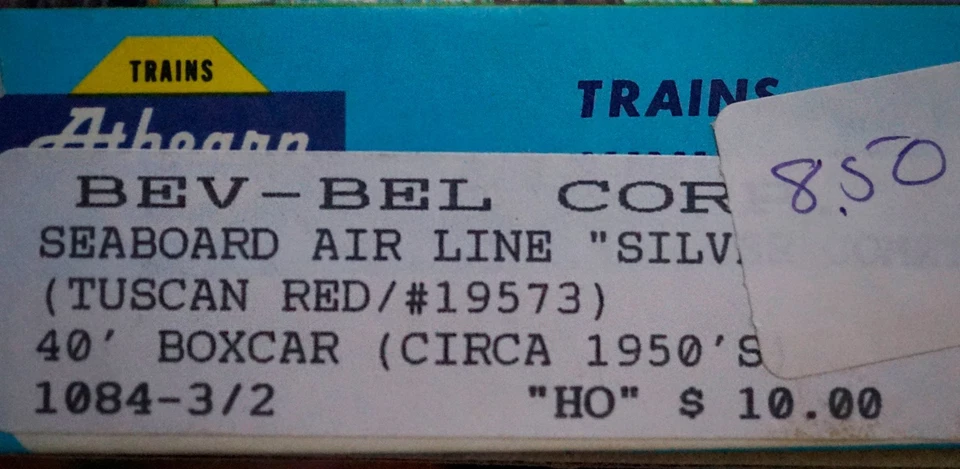 TRAINS
Athearn
TRAINS
8.50
BEV-BEL COR
SEABOARD AIR LINE "SILV
(TUSCAN RED/#19573)
40' BOXCAR (CIRCA 1950'S
1084-3/2 "HO" $ 10.00